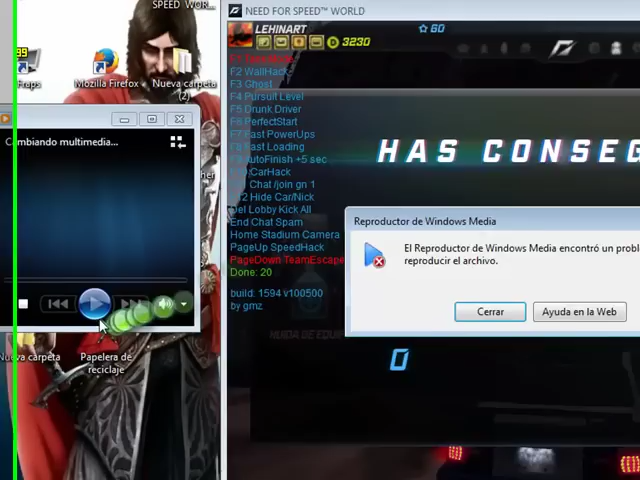 SPEED WOR...
NEED FOR SPEED™ WORLD
LEHINART
60
3230
99
Fraps
Mozilla Firefox
Nueva carpeta
(2)
F2 WallHack
F3 Ghost
F4 Pursuit Level
F5 Drunk Driver
F6 PerfectStart
F7 Fast PowerUps
F8 Fast Loading
AutoFinish +5 sec
CarHack
Chat /join gn 1
2 Hide Car/Nick
Del Lobby Kick All
End Chat Spam
Home Stadium Camera
PageUp SpeedHack
PageDown TeamEscape
Done: 20
build: 1594 v100500
by gmz
Cambiando multimedia...
HAS CONSEG
Reproductor de Windows Media
El Reproductor de Windows Media encontró un probl
reproducir el archivo.
Cerrar
Ayuda en la Web
0
Nueva carpeta
Papelera de
reciclaje